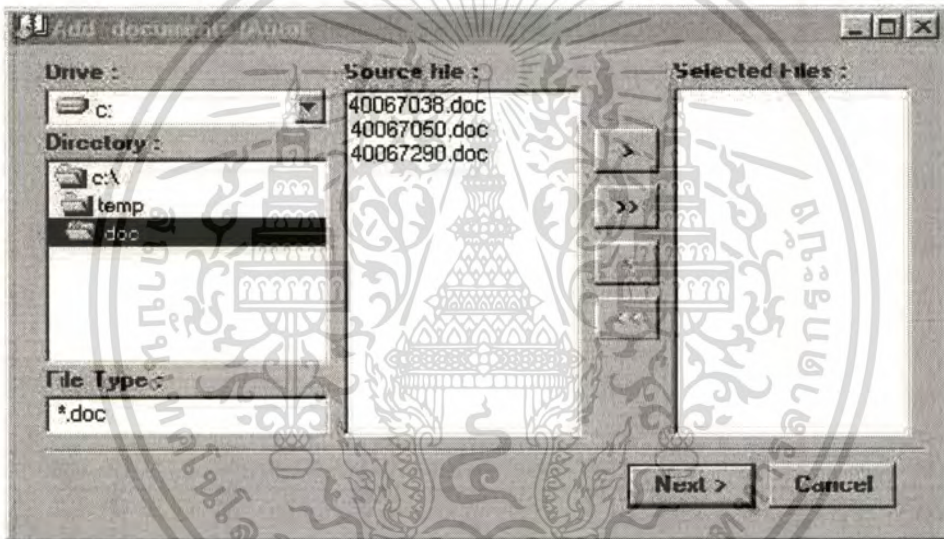 Add documents (Auto)
Drive :
c:
Directory :
c:\
temp
doc
File Type :
*.doc
Source file :
40067038.doc
40067050.doc
40067290.doc
>
>>
<
<<
Selected Files :
Next >
Cancel